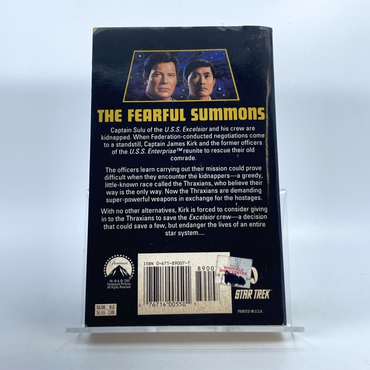 THE FEARFUL SUMMONS
Captain Sulu of the U.S.S. Excelsior and his crew are
kidnapped. When Federation-conducted negotiations come
to a standstill, Captain James Kirk and the former officers
of the U.S.S. Enterprise™ reunite to rescue their old
comrade.
The officers learn carrying out their mission could prove
difficult when they encounter the kidnappers—a greedy,
little-known race called the Thraxians, who believe their
way is the only way. Now the Thraxians are demanding
super-powerful weapons in exchange for the hostages.
With no other alternatives, Kirk is forced to consider giving
in to the Thraxians to save the Excelsior crew—a decision
that could save a few, but endanger the lives of an entire
star system....
ISBN 0-671-89007-7
8900
Paramount
All Rights Reserved
STAR TREK
PRINTED IN U.S.A.